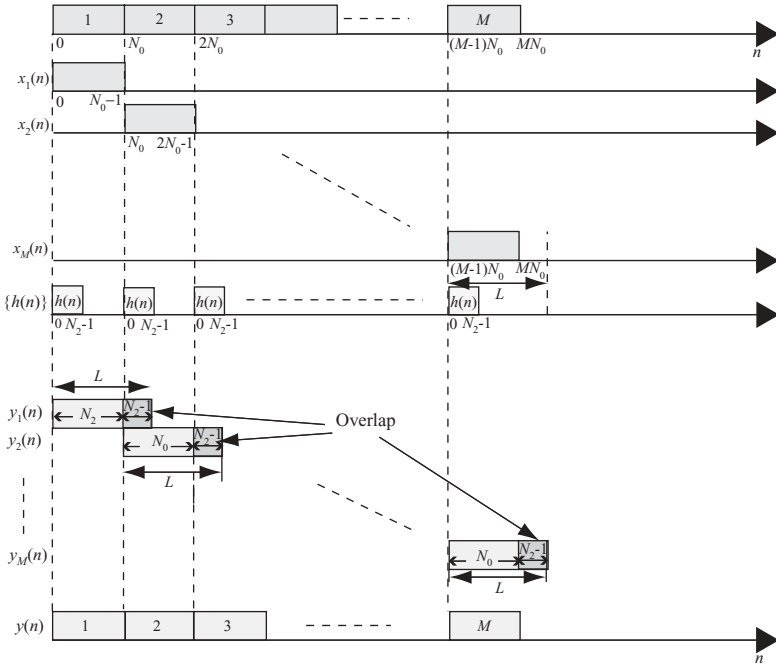 1 2 3 M
0 N₀ 2N₀ (M-1)N₀ MN₀
n
x₁(n)
0 N₀–1
x₂(n)
N₀ 2N₀-1
x_M(n)
(M-1)N₀ MN₀
L
{h(n)} h(n) h(n) h(n) h(n)
0 N₂-1 0 N₂-1 0 N₂-1 0 N₂-1
L
y₁(n) N₂ N₂-1
Overlap
y₂(n) N₀ N₂-1
L
y_M(n) N₀ N₂-1
L
y(n) 1 2 3 M
n